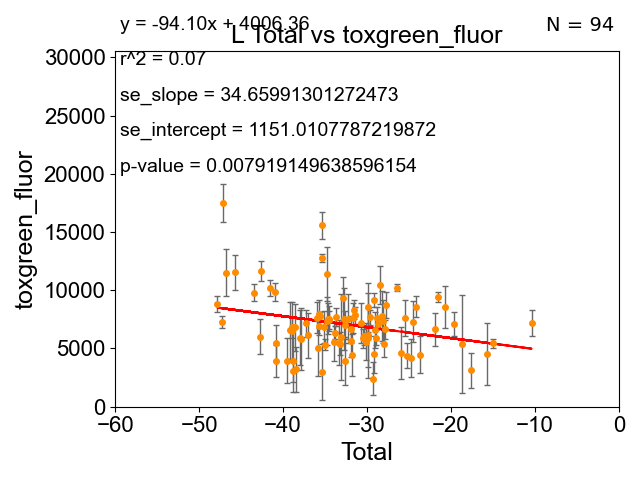 y = -94.10x + 4006.36
N = 94
L Total vs toxgreen_fluor
r^2 = 0.07
se_slope = 34.65991301272473
se_intercept = 1151.0107787219872
p-value = 0.007919149638596154
30000
25000
20000
15000
10000
5000
0
toxgreen_fluor
−60
−50
−40
−30
−20
−10
0
Total